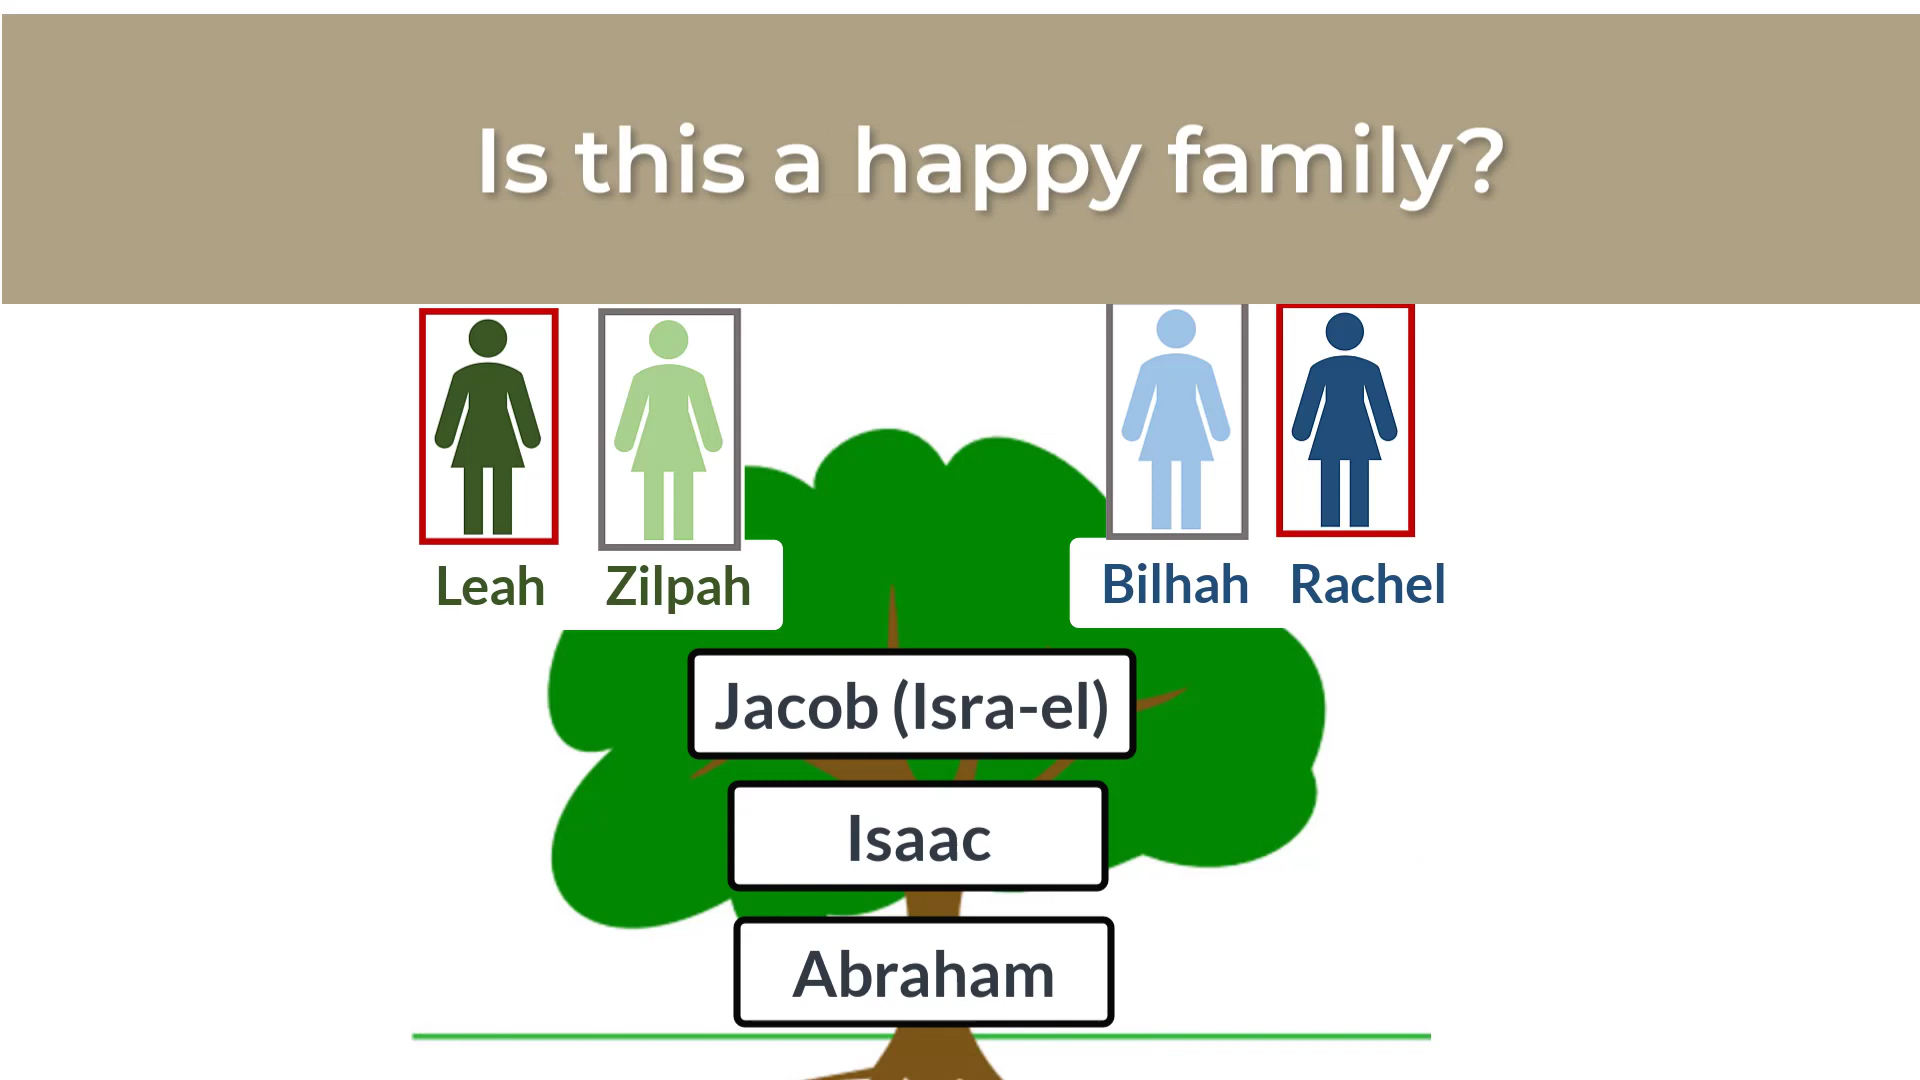 Is this a happy family?
Leah Zilpah Bilhah Rachel
Jacob (Isra-el)
Isaac
Abraham